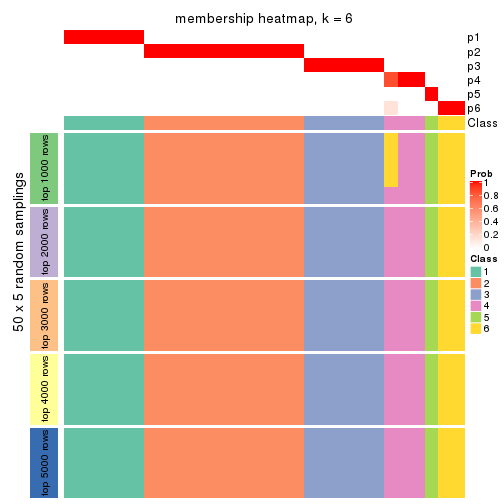 membership heatmap, k = 6
p1
p2
p3
p4
p5
p6
Class
50 x 5 random samplings
top 1000 rows
top 2000 rows
top 3000 rows
top 4000 rows
top 5000 rows
Prob
1
0.8
0.6
0.4
0.2
0
Class
1
2
3
4
5
6